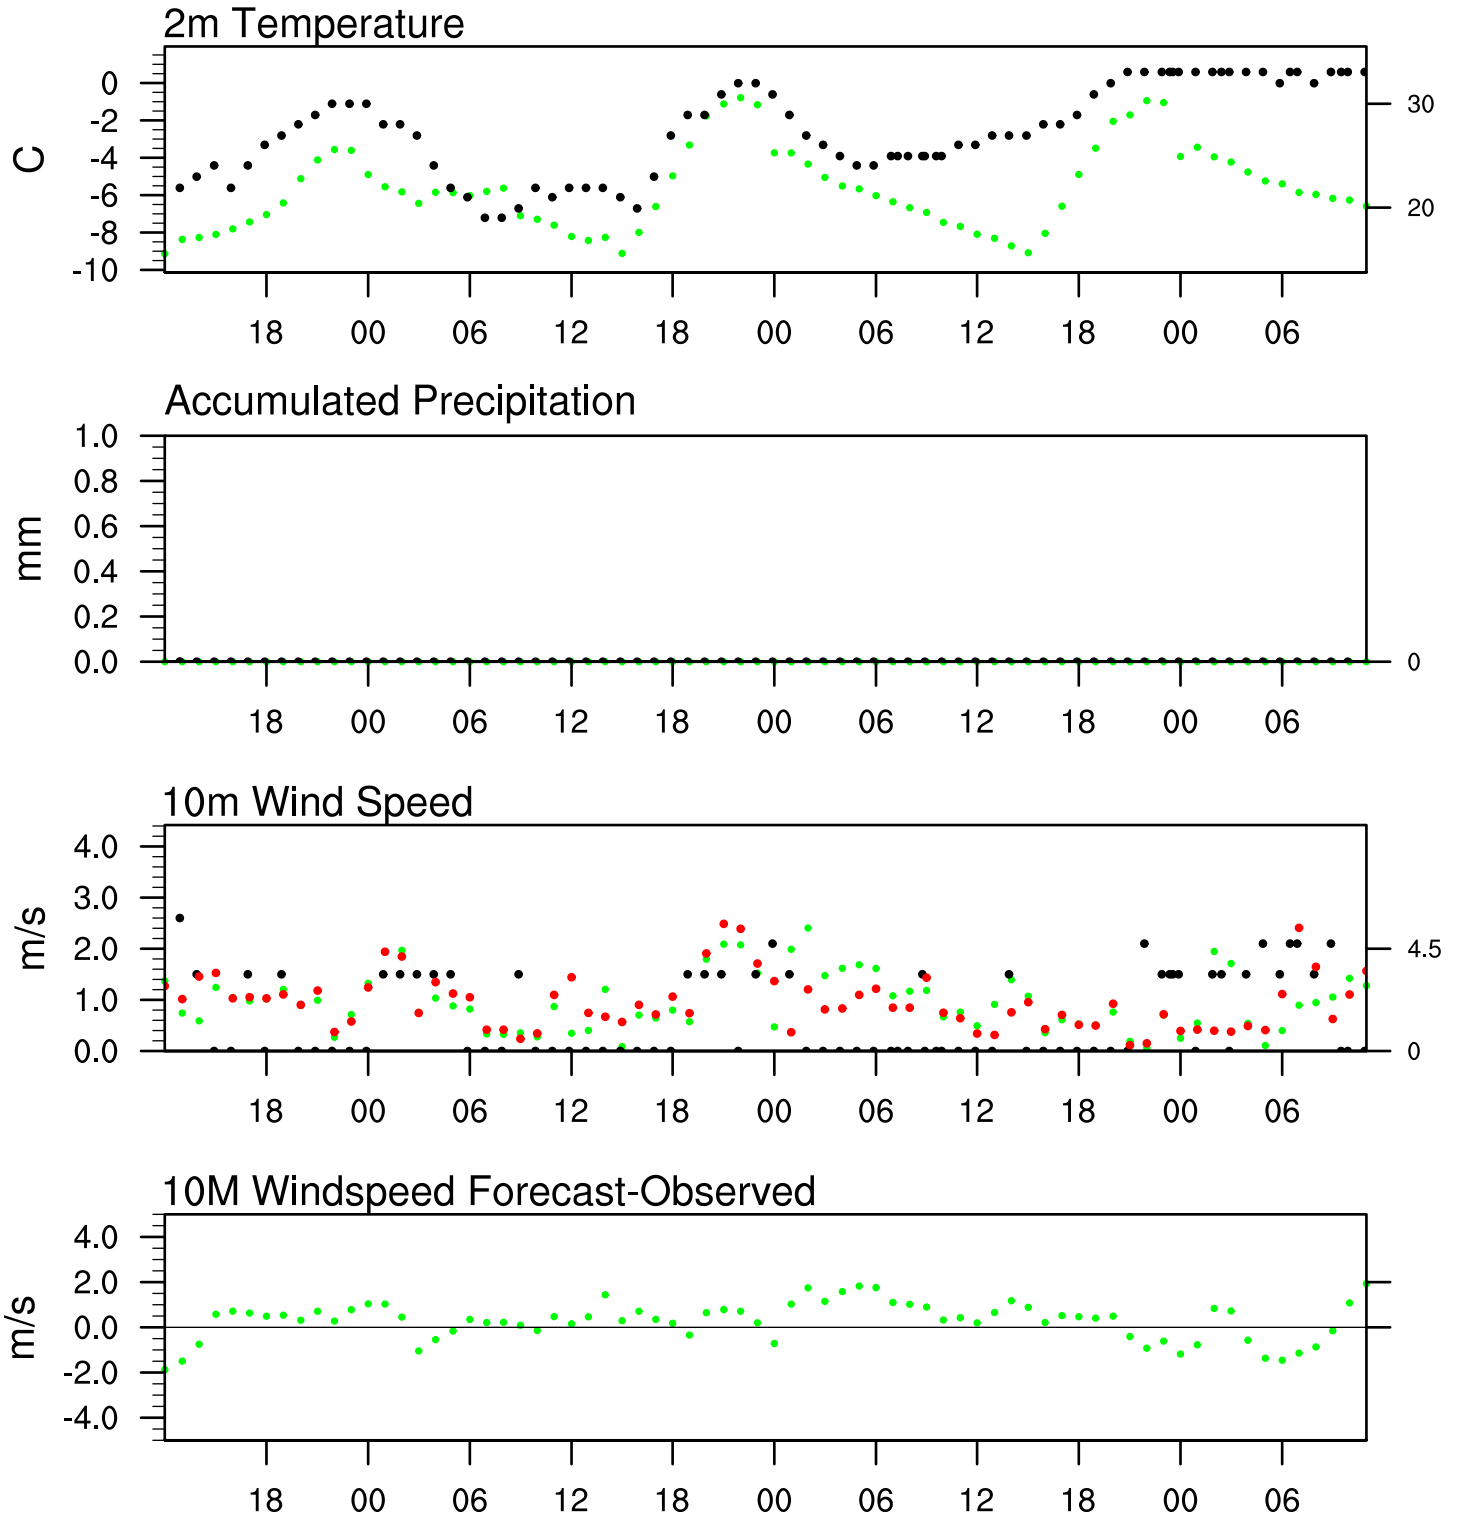 2m Temperature
C
0
-2
-4
-6
-8
-10
30
20
18 00 06 12 18 00 06 12 18 00 06
Accumulated Precipitation
mm
1.0
0.8
0.6
0.4
0.2
0.0
0
18 00 06 12 18 00 06 12 18 00 06
10m Wind Speed
m/s
4.0
3.0
2.0
1.0
0.0
4.5
0
18 00 06 12 18 00 06 12 18 00 06
10M Windspeed Forecast-Observed
m/s
4.0
2.0
0.0
-2.0
-4.0
18 00 06 12 18 00 06 12 18 00 06